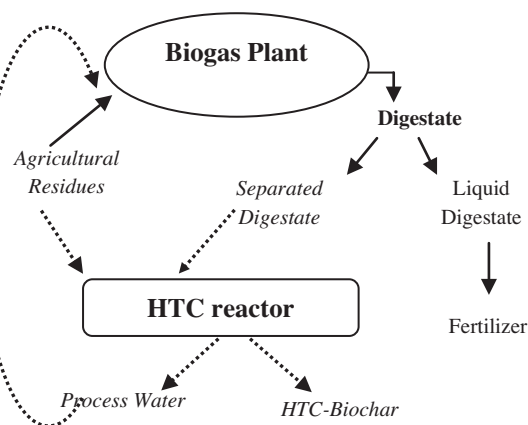 Biogas Plant
Digestate
Agricultural
Residues
Separated
Digestate
Liquid
Digestate
HTC reactor
Fertilizer
Process Water
HTC-Biochar